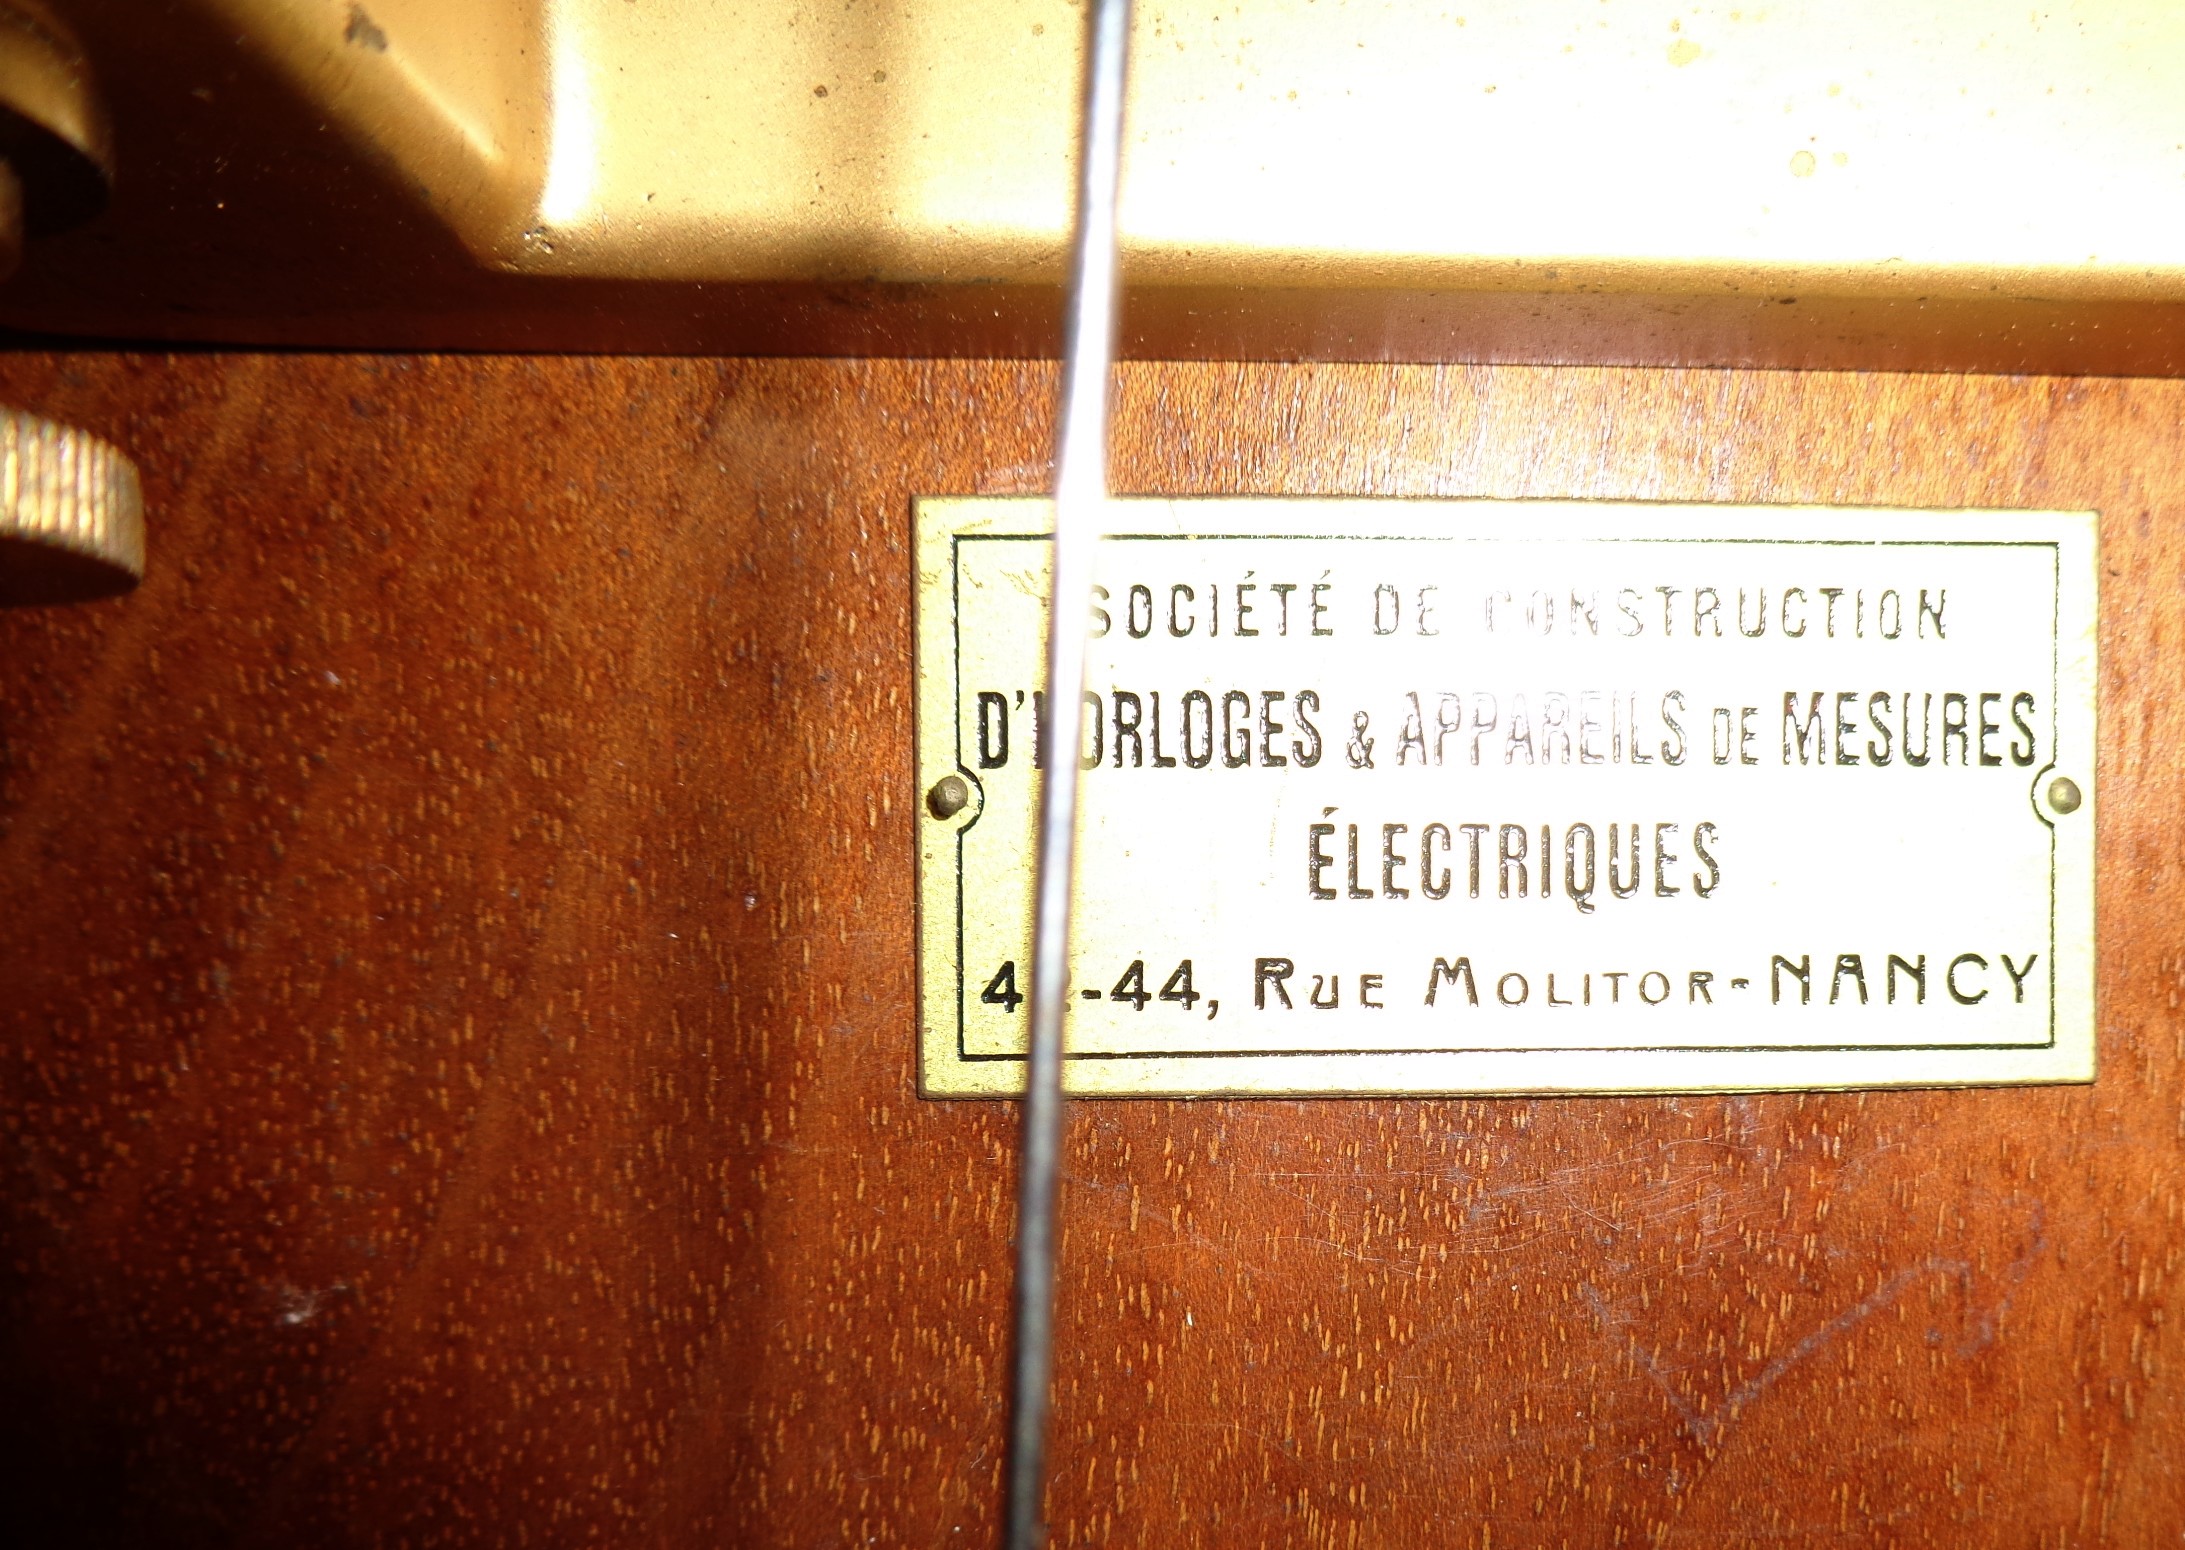 SOCIÉTÉ DE CONSTRUCTION
D'HORLOGES & APPAREILS DE MESURES
ÉLECTRIQUES
42-44, RUE MOLITOR-NANCY